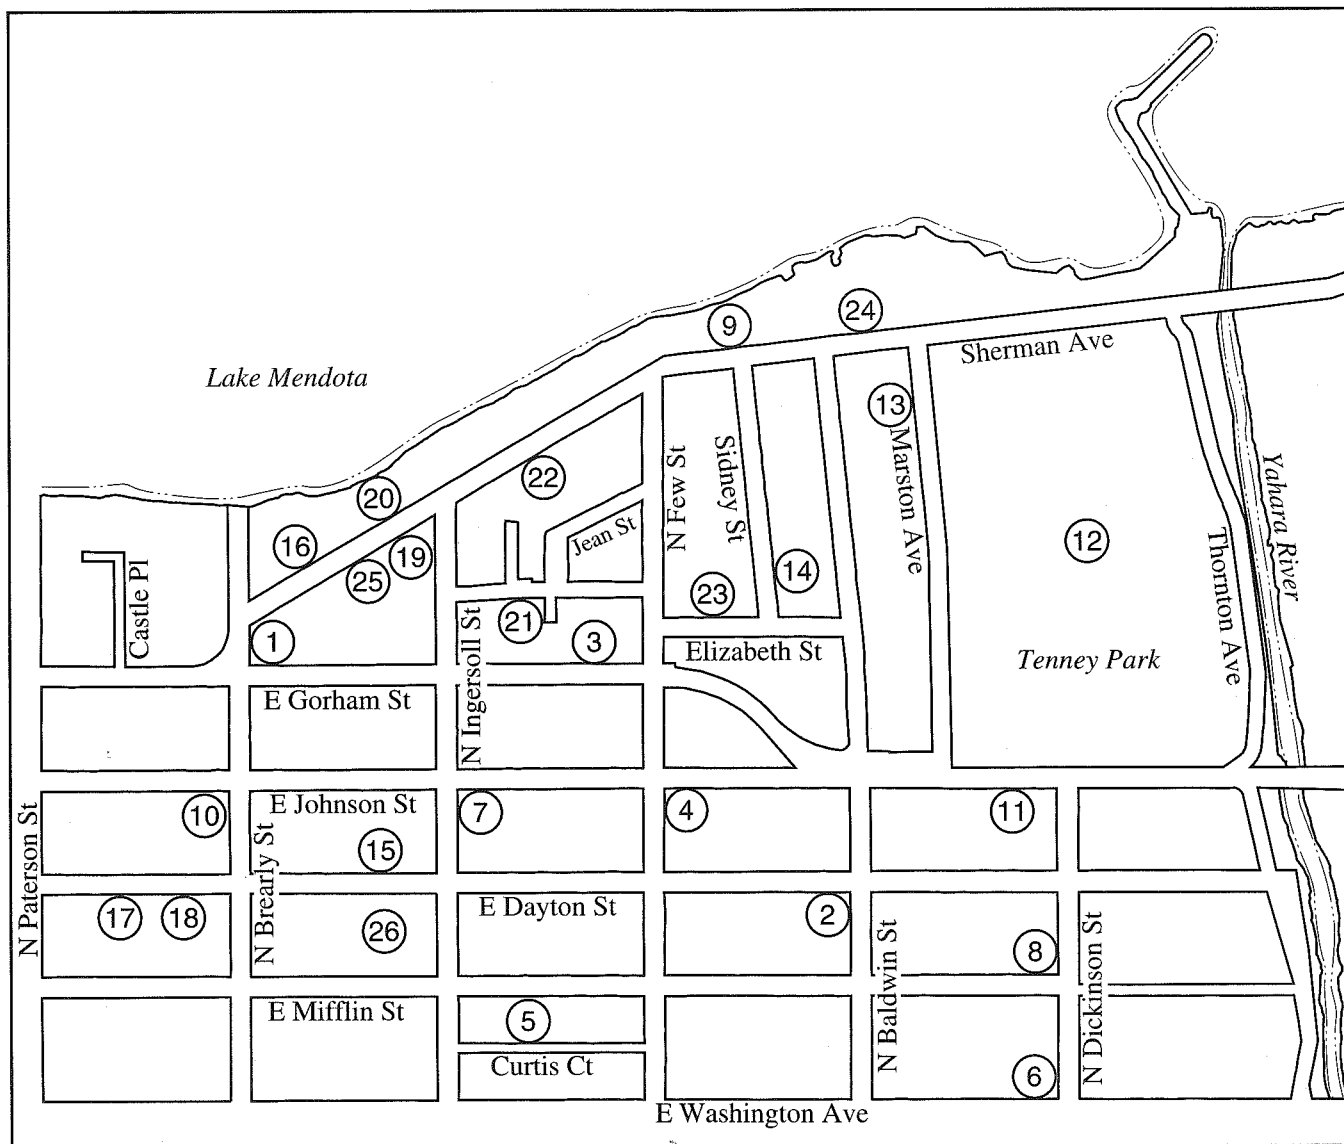 9
24
Sherman Ave
Lake Mendota
13
Marston Ave
22
Sidney St
N Few St
20
Yahara River
16
19
Jean St
12
25
14
Thornton Ave
Castle Pl
23
21
1
3
Elizabeth St
Tenney Park
N Ingersoll St
E Gorham St
10
E Johnson St
7
4
11
15
N Paterson St
N Brearly St
17
18
26
E Dayton St
2
N Baldwin St
8
N Dickinson St
E Mifflin St
5
Curtis Ct
6
E Washington Ave